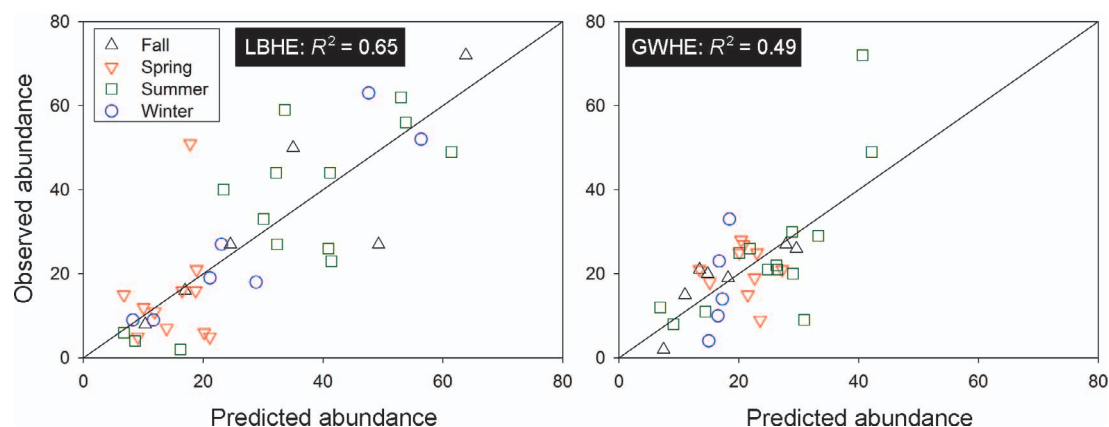 80
60
40
20
0
Observed abundance
Fall
Spring
Summer
Winter
LBHE: R² = 0.65
0 20 40 60 80
Predicted abundance
80
60
40
20
0
GWHE: R² = 0.49
0 20 40 60 80
Predicted abundance